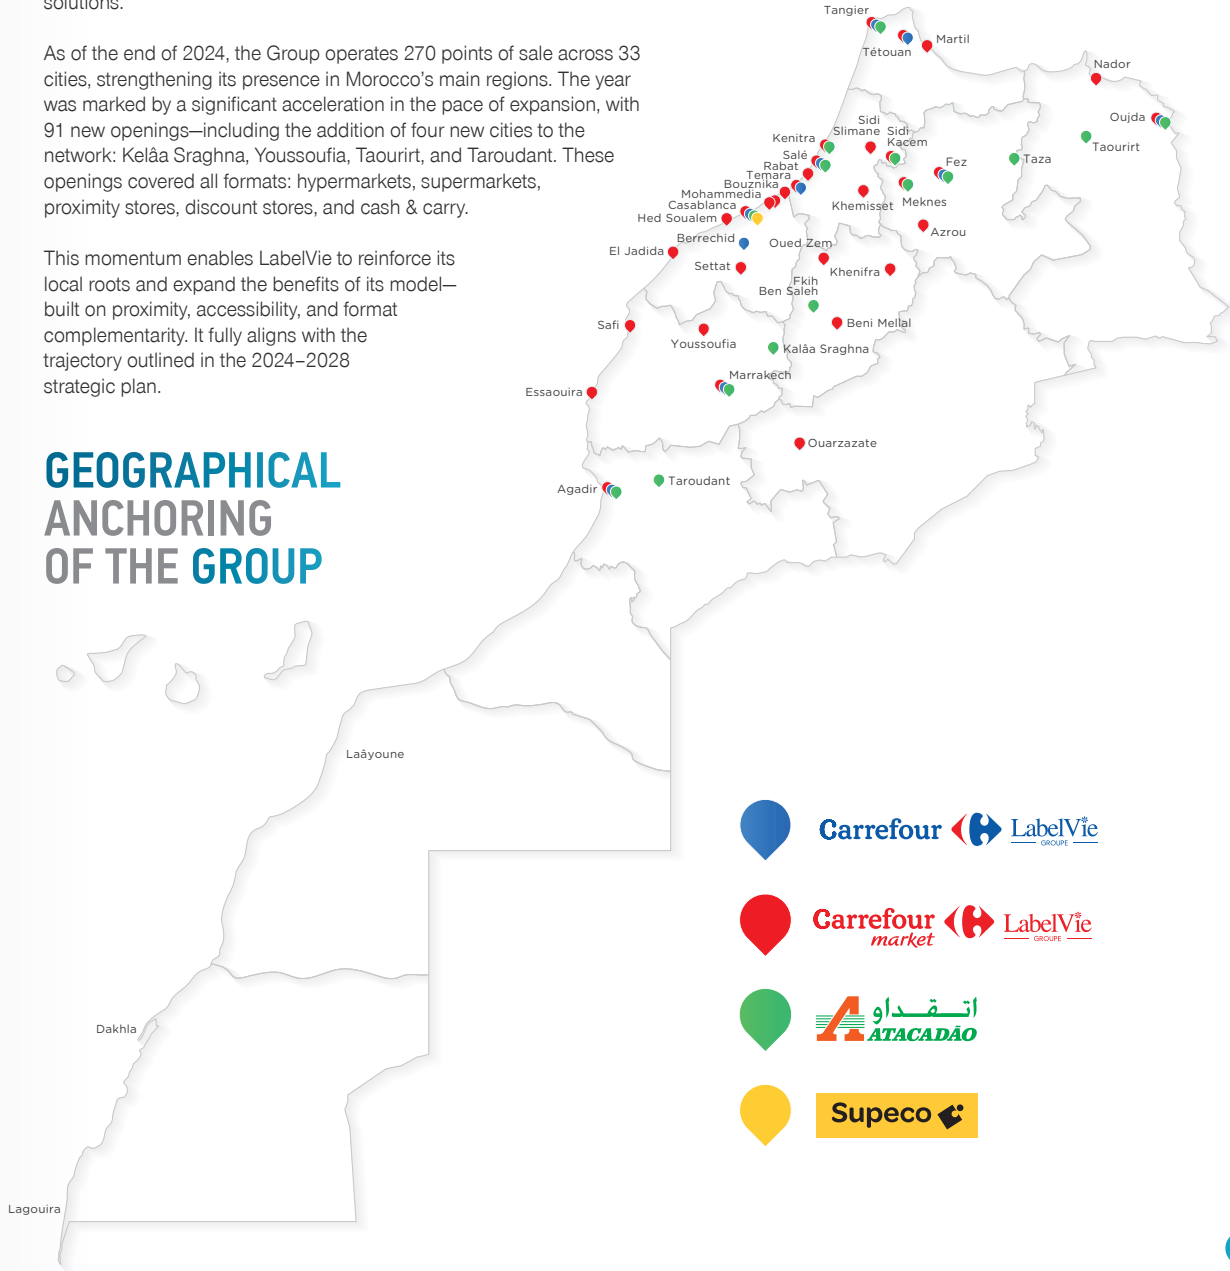 solutions.
As of the end of 2024, the Group operates 270 points of sale across 33
cities, strengthening its presence in Morocco’s main regions. The year
was marked by a significant acceleration in the pace of expansion, with
91 new openings—including the addition of four new cities to the
network: Kelâa Sraghna, Youssoufia, Taourirt, and Taroudant. These
openings covered all formats: hypermarkets, supermarkets,
proximity stores, discount stores, and cash & carry.
This momentum enables LabelVie to reinforce its
local roots and expand the benefits of its model—
built on proximity, accessibility, and format
complementarity. It fully aligns with the
trajectory outlined in the 2024–2028
strategic plan.
GEOGRAPHICAL
ANCHORING
OF THE GROUP
Tangier
Tétouan
Martil
Nador
Oujda
Taourirt
Taza
Sidi
Slimane
Sidi
Kacem
Kenitra
Salé
Rabat
Temara
Bouznika
Mohammedia
Casablanca
Hed Soualem
Fez
Meknes
Khemisset
Azrou
Berrechid
Oued Zem
El Jadida
Settat
Khenifra
Fkih
Ben Saleh
Safi
Youssoufia
Beni Mellal
Kalâa Sraghna
Marrakech
Essaouira
Ouarzazate
Agadir
Taroudant
Laâyoune
Dakhla
Lagouira
Carrefour LabelVie
GROUPE
Carrefour
market LabelVie
GROUPE
اتقداو
ATACADÃO
Supeco